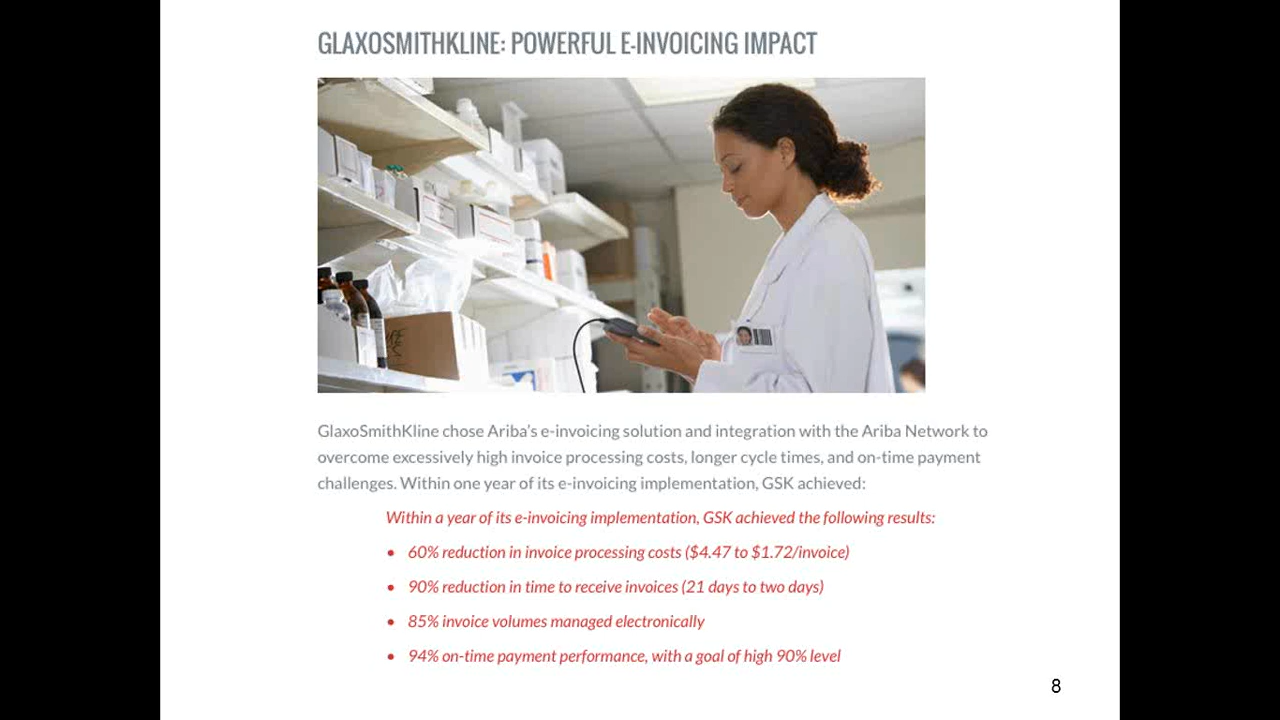 GLAXOSMITHKLINE: POWERFUL E-INVOICING IMPACT
GlaxoSmithKline chose Ariba's e-invoicing solution and integration with the Ariba Network to
overcome excessively high invoice processing costs, longer cycle times, and on-time payment
challenges. Within one year of its e-invoicing implementation, GSK achieved:
Within a year of its e-invoicing implementation, GSK achieved the following results:
• 60% reduction in invoice processing costs ($4.47 to $1.72/invoice)
• 90% reduction in time to receive invoices (21 days to two days)
• 85% invoice volumes managed electronically
• 94% on-time payment performance, with a goal of high 90% level
8